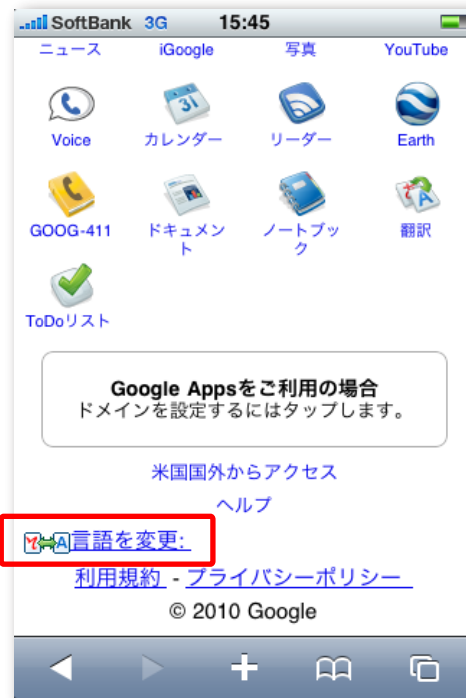 SoftBank 3G 15:45
ニュース iGoogle 写真 YouTube
31
Voice カレンダー リーダー Earth
GOOG-411 ドキュメン ノートブッ 翻訳
ト ク
ToDoリスト
Google Appsをご利用の場合
ドメインを設定するにはタップします。
米国国外からアクセス
ヘルプ
A言語を変更:
利用規約 - プライバシーポリシー
© 2010 Google